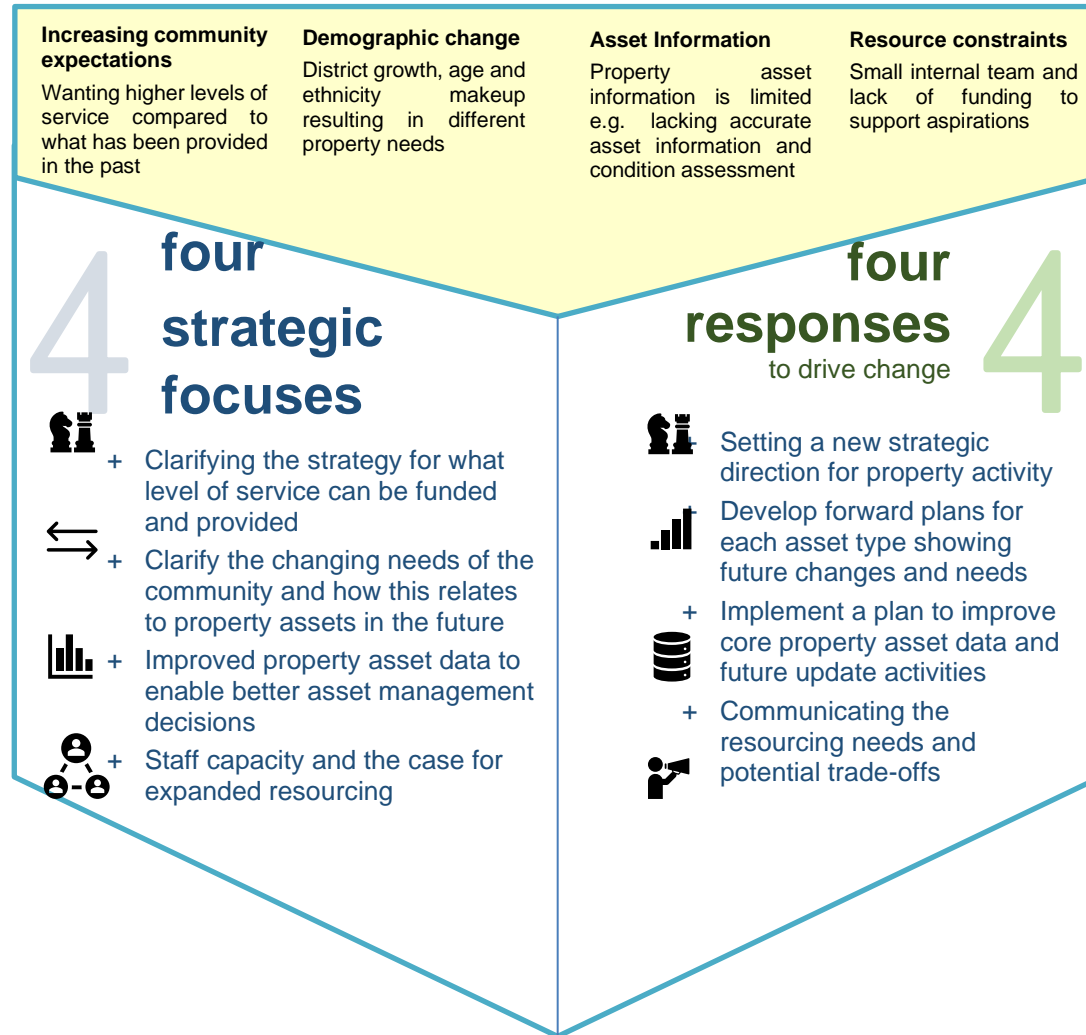 Increasing community
expectations
Wanting higher levels of
service compared to
what has been provided
in the past
Demographic change
District growth, age and
ethnicity makeup
resulting in different
property needs
Asset Information
Property asset
information is limited
e.g. lacking accurate
asset information and
condition assessment
Resource constraints
Small internal team and
lack of funding to
support aspirations
4
four
strategic
focuses
+ Clarifying the strategy for what
level of service can be funded
and provided
+ Clarify the changing needs of the
community and how this relates
to property assets in the future
+ Improved property asset data to
enable better asset management
decisions
+ Staff capacity and the case for
expanded resourcing
four
responses
to drive change
4
+ Setting a new strategic
direction for property activity
+ Develop forward plans for
each asset type showing
future changes and needs
+ Implement a plan to improve
core property asset data and
future update activities
+ Communicating the
resourcing needs and
potential trade-offs